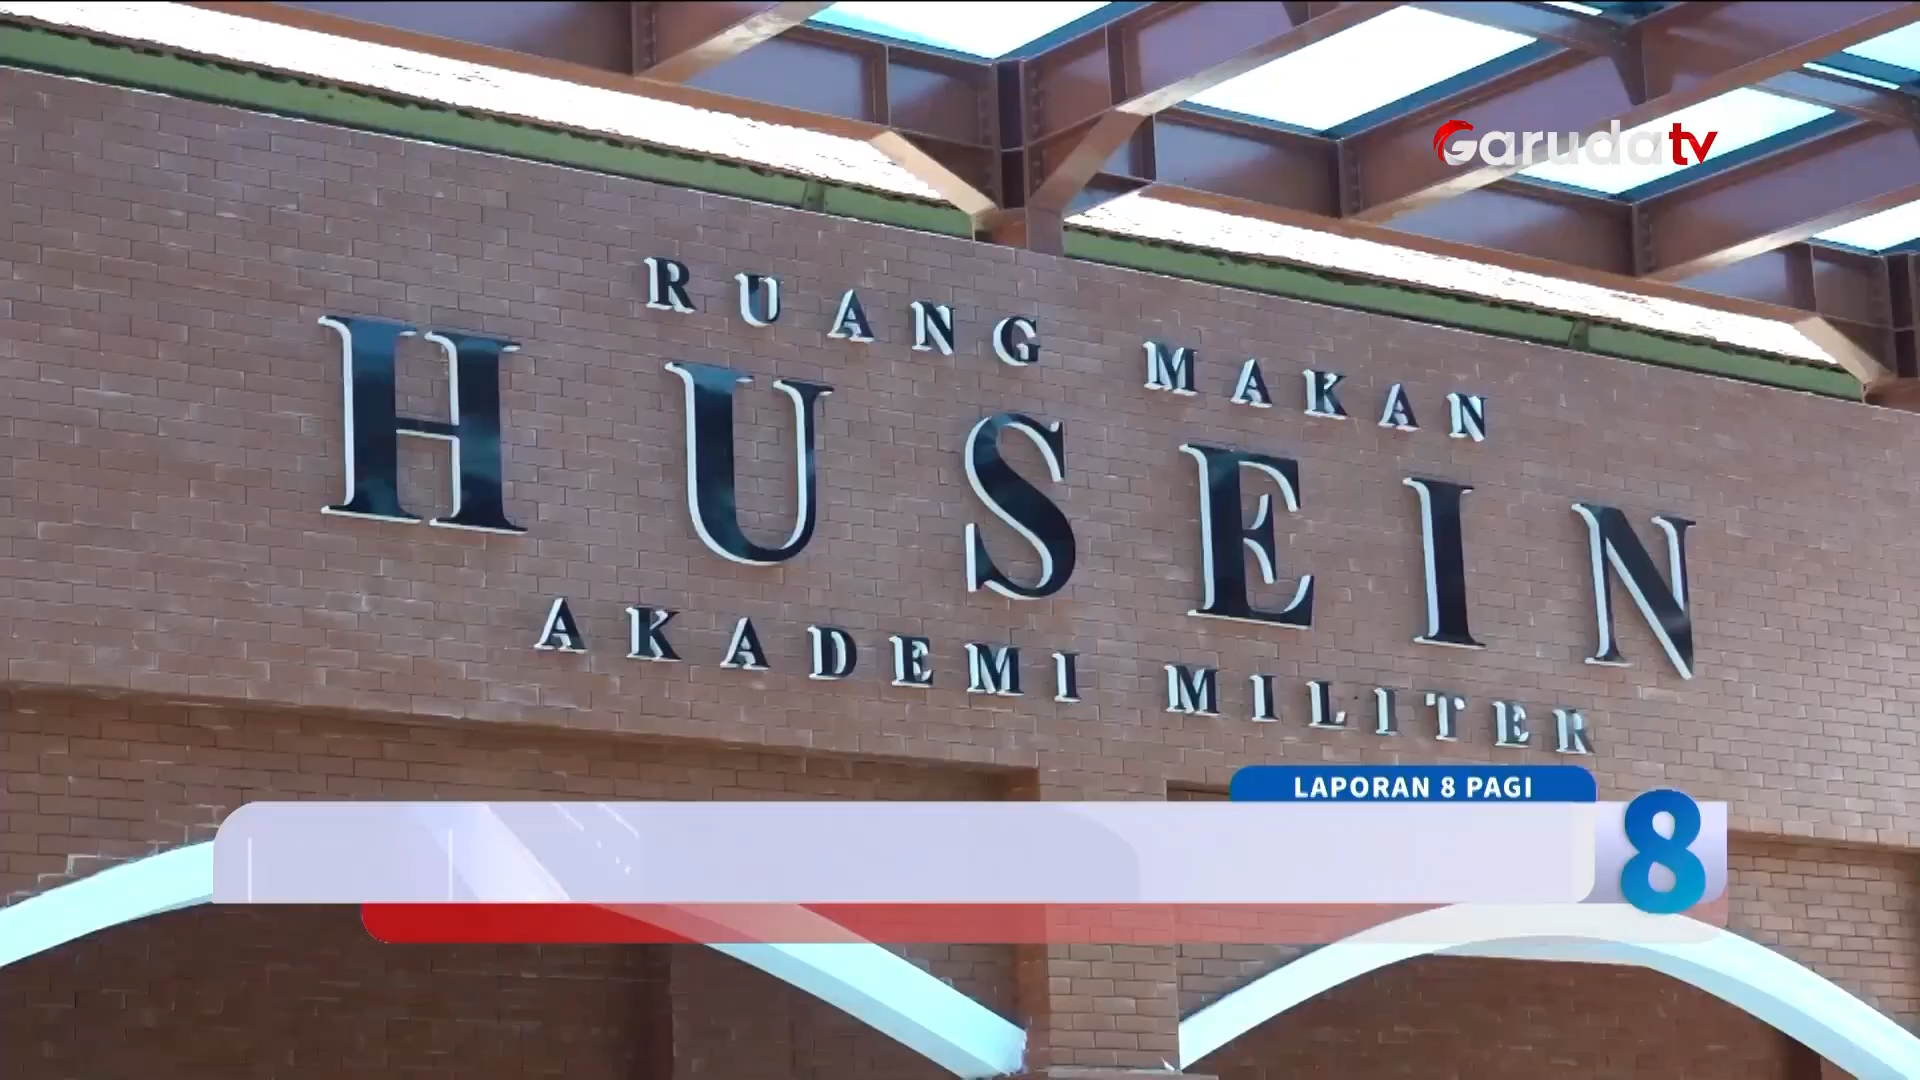 Garudatv
RUANG MAKAN
HUSEIN
AKADEMI MILITER
LAPORAN 8 PAGI
8